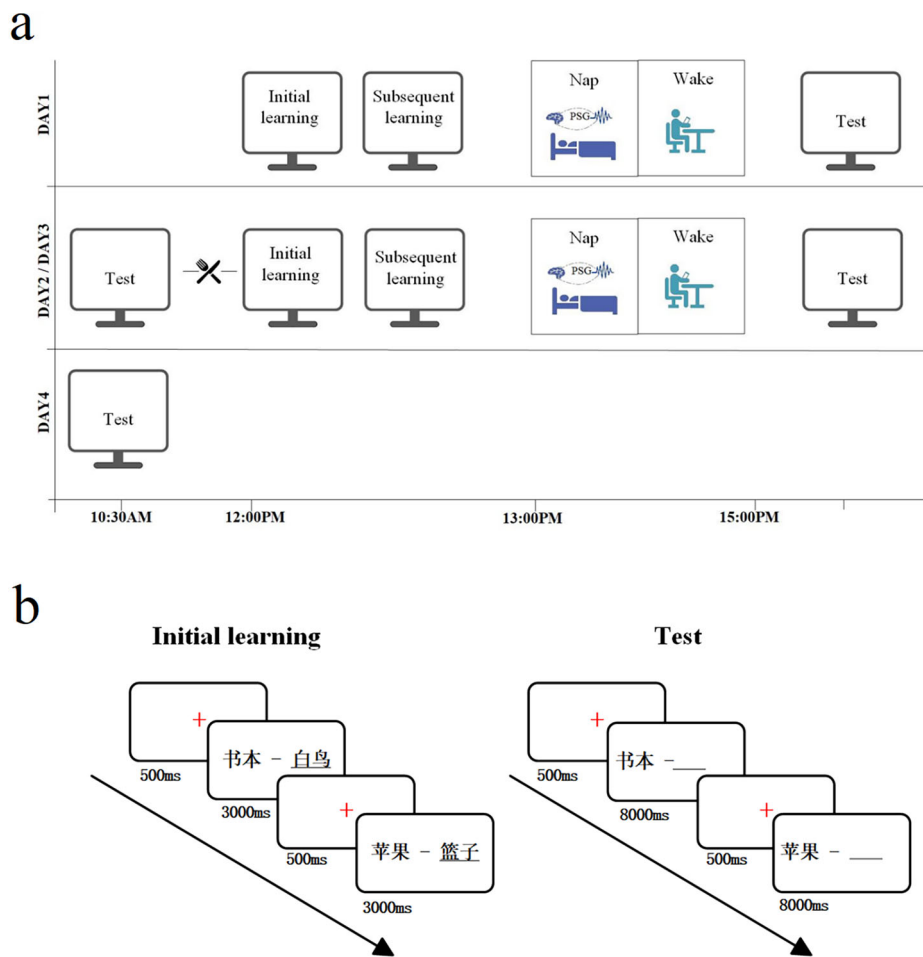 a
DAY1
Initial
learning
Subsequent
learning
Nap
PSG
Wake
Test
DAY2 / DAY3
Test
Initial
learning
Subsequent
learning
Nap
PSG
Wake
Test
DAY4
Test
10:30AM
12:00PM
13:00PM
15:00PM
b
Initial learning
500ms
书本 - 白鸟
3000ms
500ms
苹果 - 篮子
3000ms
Test
500ms
书本 -___
8000ms
500ms
苹果 - ___
8000ms